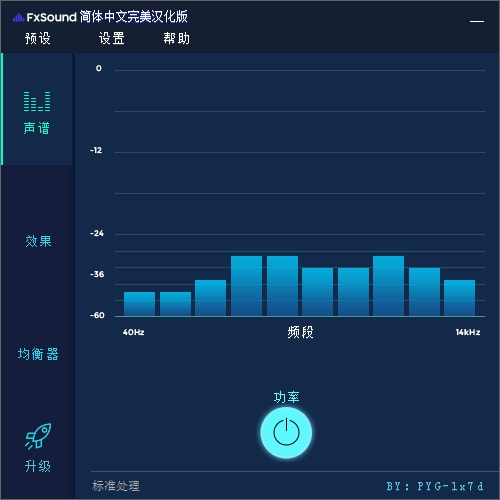 FxSound 简体中文完美汉化版
预设 设置 帮助
声谱
效果
均衡器
升级
0
-12
-24
-36
-60
40Hz 频段 14kHz
功率
标准处理 BY: PYG-lx7d